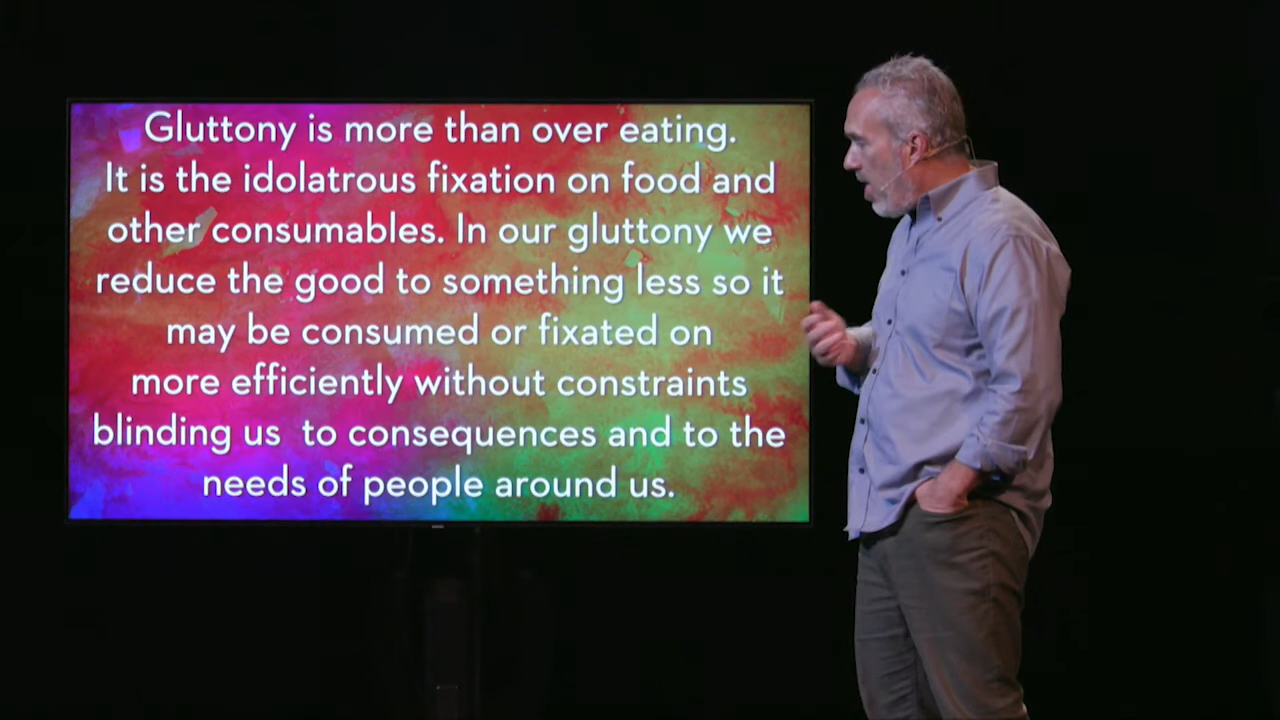 Gluttony is more than over eating.
It is the idolatrous fixation on food and
other consumables. In our gluttony we
reduce the good to something less so it
may be consumed or fixated on
more efficiently without constraints
blinding us  to consequences and to the
needs of people around us.